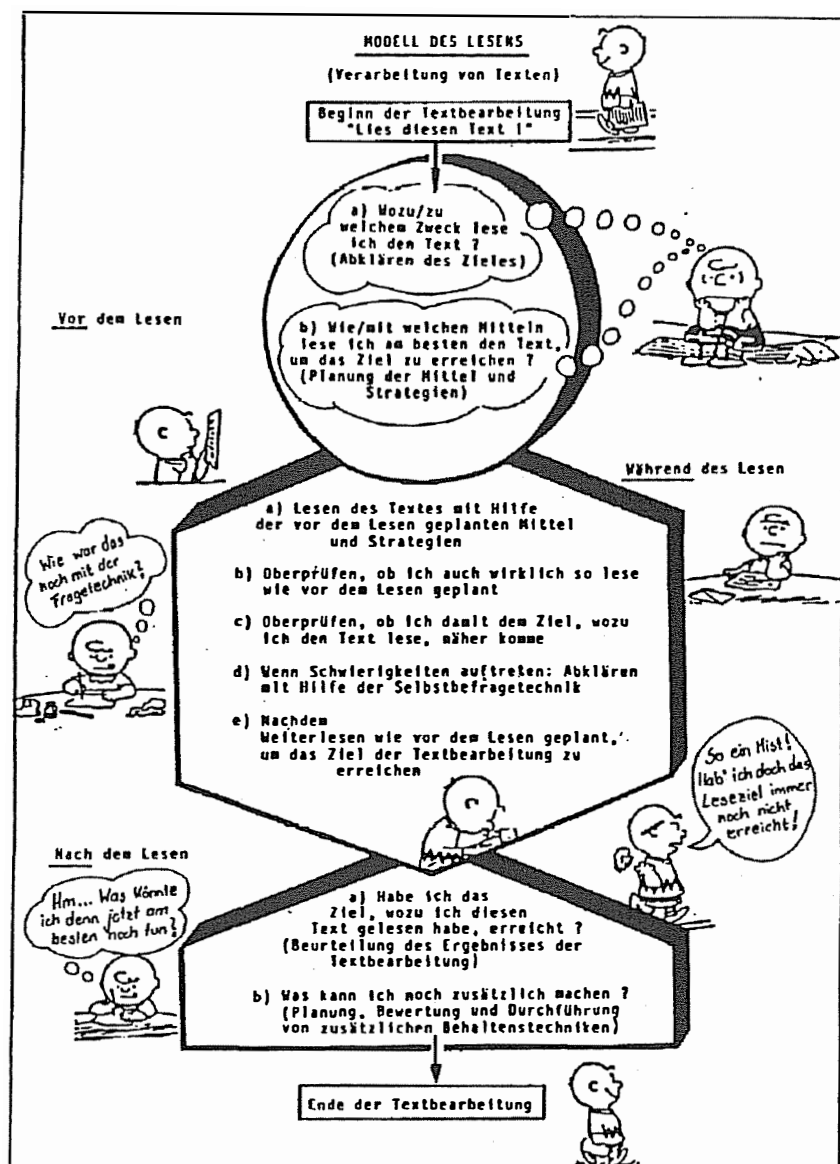 MODELL DES LESENS
(Verarbeitung von Texten)
Beginn der Textbearbeitung
"Lies diesen Text !"
a) Wozu/zu
welchem Zweck lese
ich den Text ?
(Abklären des Zieles)
Vor dem Lesen
b) Wie/mit welchen Mitteln
lese ich am besten den Text,
um das Ziel zu erreichen ?
(Planung der Mittel und
Strategien)
Während des Lesen
a) Lesen des Textes mit Hilfe
der vor dem Lesen geplanten Mittel
und Strategien
Wie war das
noch mit der
Fragetechnik?
b) Oberprüfen, ob ich auch wirklich so lese
wie vor dem Lesen geplant
c) Oberprüfen, ob ich damit dem Ziel, wozu
ich den Text lese, näher komme
d) Wenn Schwierigkeiten auftreten: Abklären
mit Hilfe der Selbstbefragetechnik
e) Nachdem
Weiterlesen wie vor dem Lesen geplant,
um das Ziel der Textbearbeitung zu
erreichen
So ein Mist!
Hab' ich doch das
Leseziel immer
noch nicht
erreicht!
Nach dem Lesen
Hm... Was könnte
ich denn jetzt am
besten noch tun?
a) Habe ich das
Ziel, wozu ich diesen
Text gelesen habe, erreicht ?
(Beurteilung des Ergebnisses der
Textbearbeitung)
b) Was kann ich noch zusätzlich machen ?
(Planung, Bewertung und Durchführung
von zusätzlichen Behaltenstechniken)
Ende der Textbearbeitung